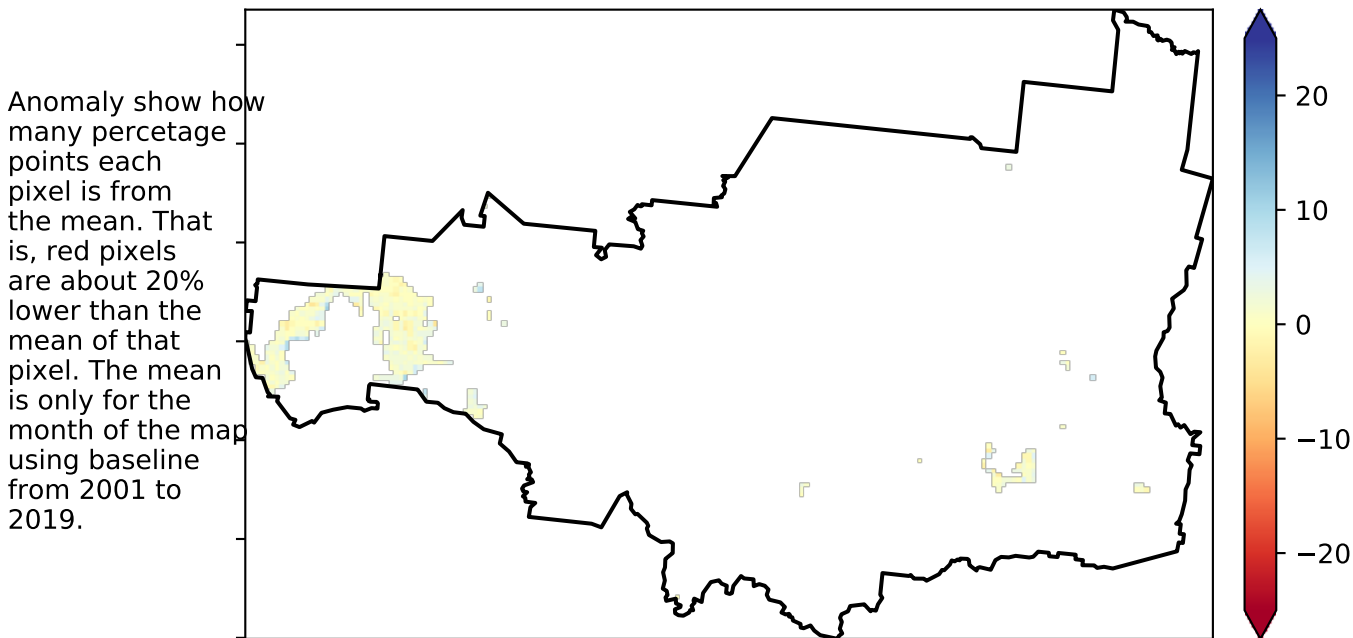 Anomaly show how
many percetage
points each
pixel is from
the mean. That
is, red pixels
are about 20%
lower than the
mean of that
pixel. The mean
is only for the
month of the map
using baseline
from 2001 to
2019.
20
10
0
−10
−20